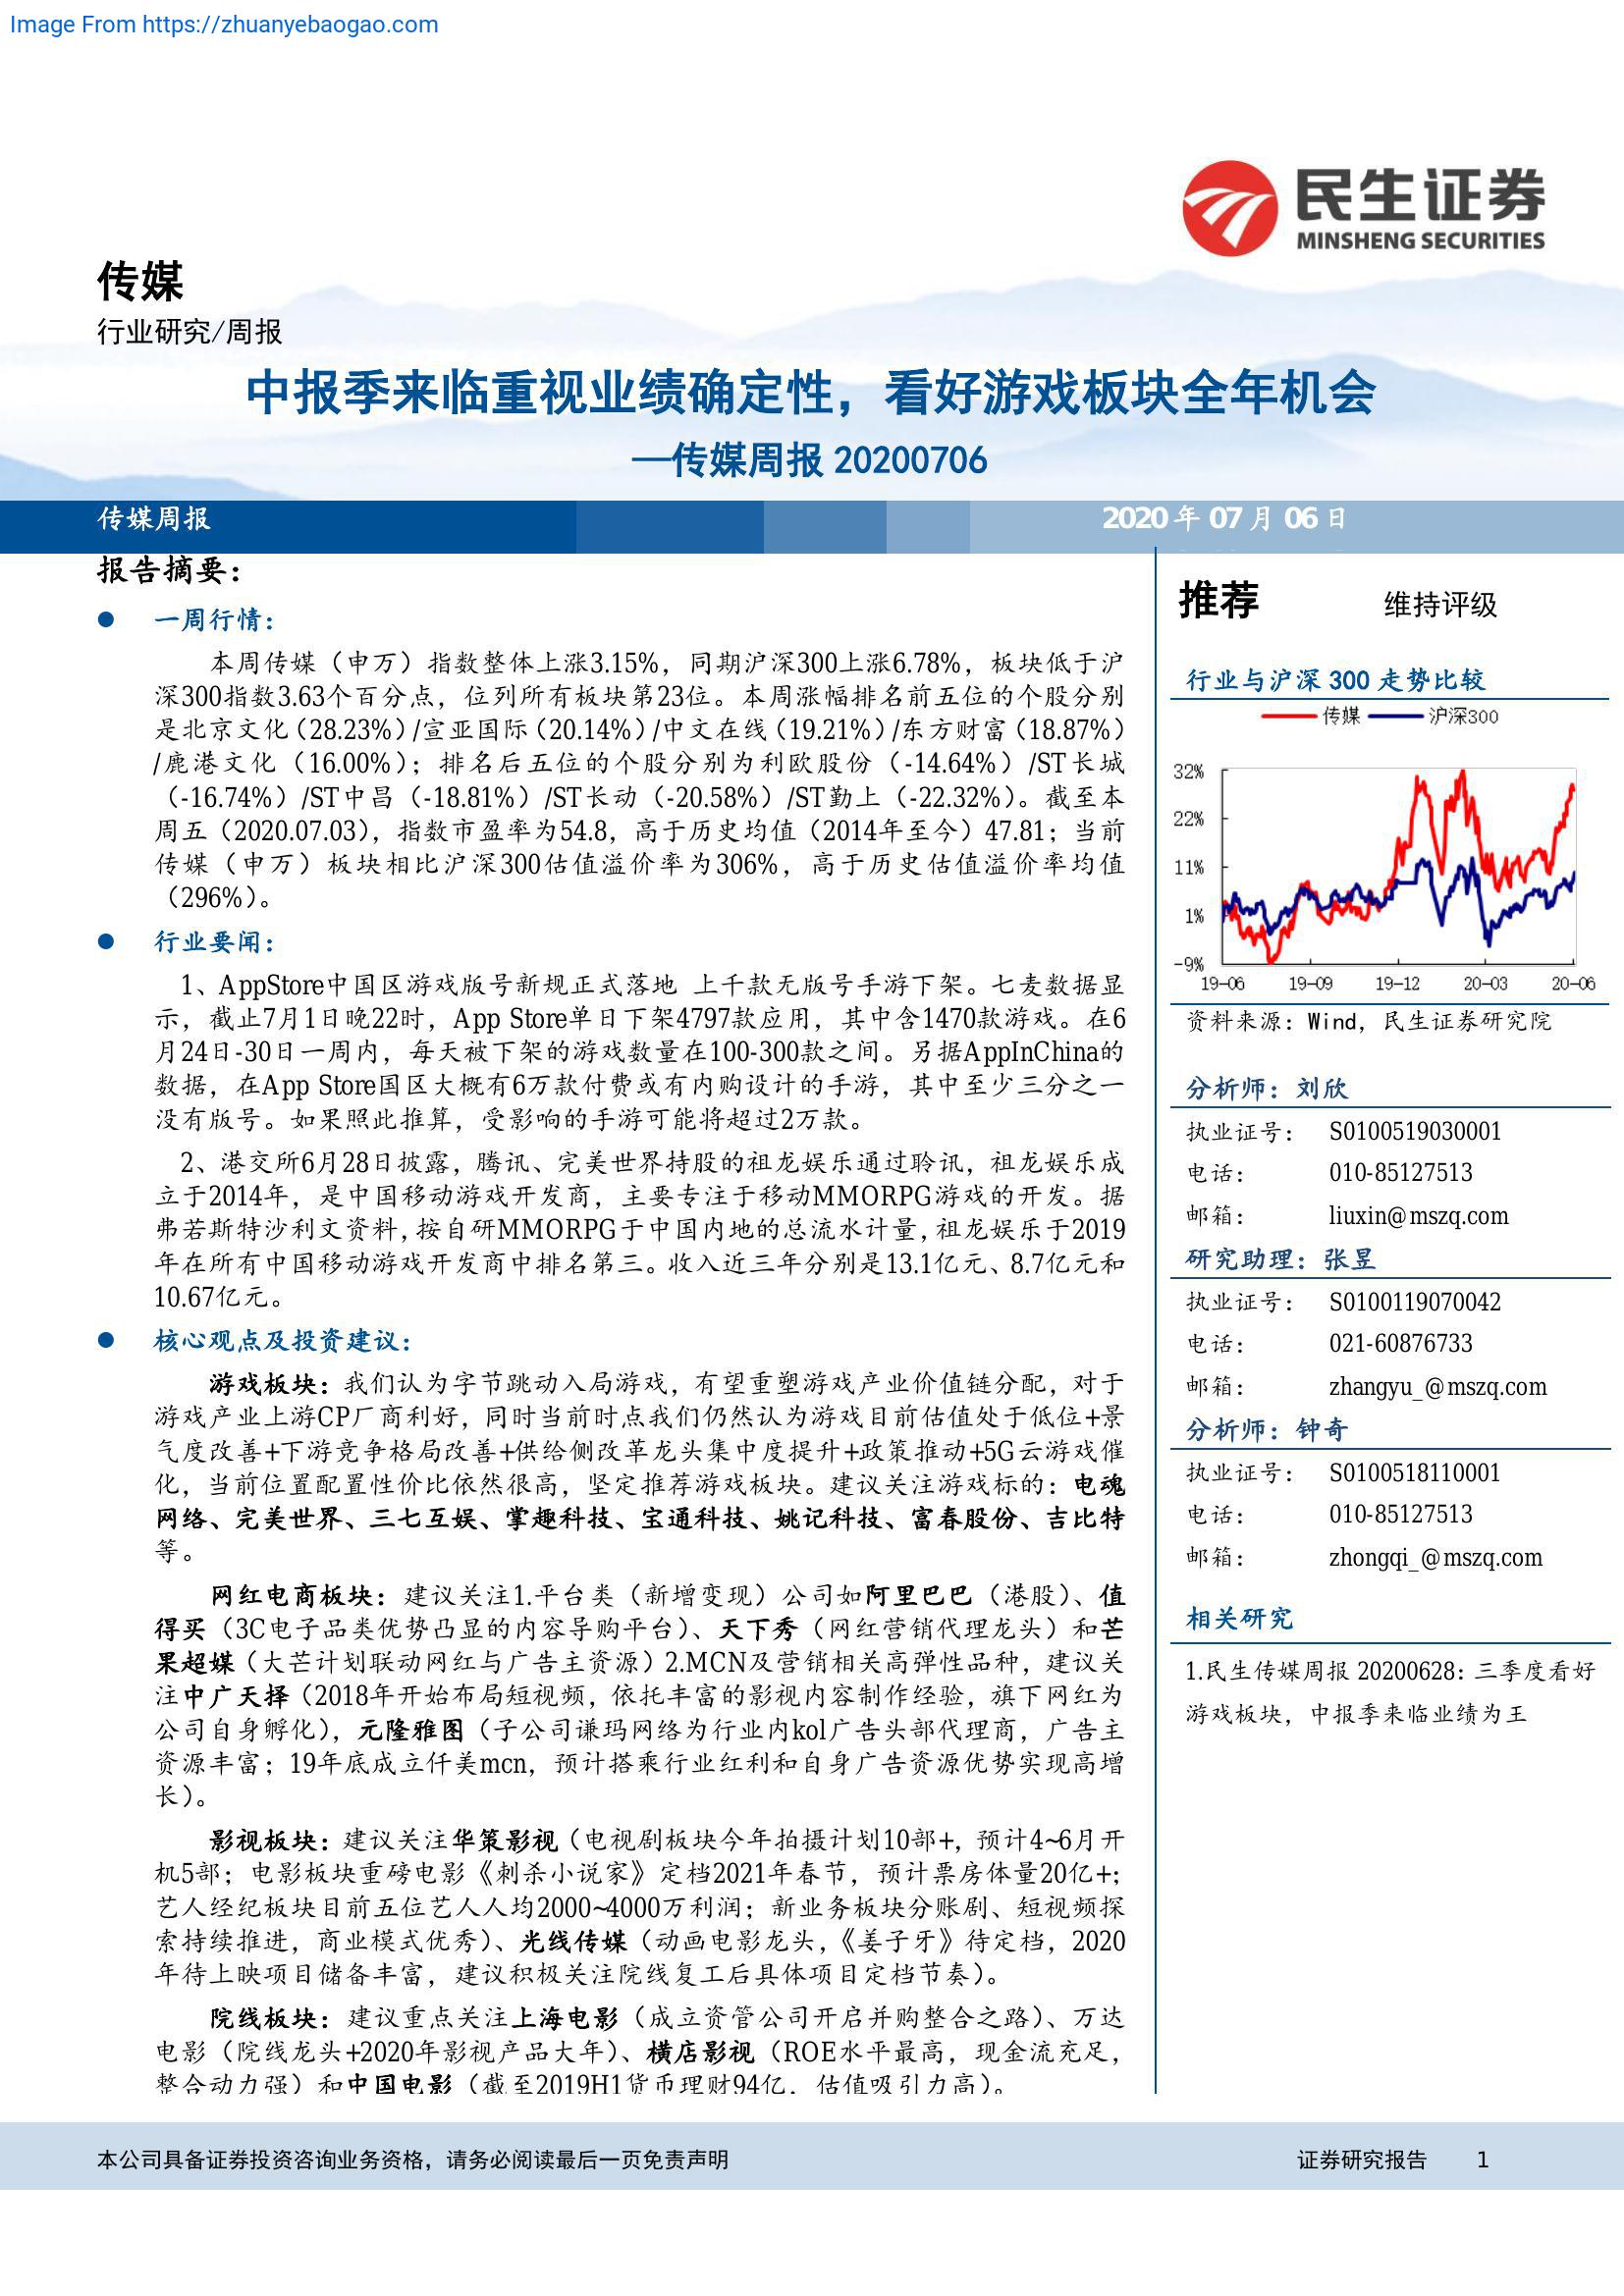 Image From https://zhuanyebaogao.com
民生证券
MINSHENG SECURITIES
传媒
行业研究/周报
中报季来临重视业绩确定性，看好游戏板块全年机会
—传媒周报 20200706
传媒周报
2020 年 07 月 06 日
报告摘要：
● 一周行情：
本周传媒（申万）指数整体上涨3.15%，同期沪深300上涨6.78%，板块低于沪
深300指数3.63个百分点，位列所有板块第23位。本周涨幅排名前五位的个股分别
是北京文化（28.23%）/宣亚国际（20.14%）/中文在线（19.21%）/东方财富（18.87%）
/鹿港文化（16.00%）；排名后五位的个股分别为利欧股份（-14.64%）/ST长城
（-16.74%）/ST中昌（-18.81%）/ST长动（-20.58%）/ST勤上（-22.32%）。截至本
周五（2020.07.03），指数市盈率为54.8，高于历史均值（2014年至今）47.81；当前
传媒（申万）板块相比沪深300估值溢价率为306%，高于历史估值溢价率均值
（296%）。
● 行业要闻：
1、AppStore中国区游戏版号新规正式落地 上千款无版号手游下架。七麦数据显
示，截止7月1日晚22时，App Store单日下架4797款应用，其中含1470款游戏。在6
月24日-30日一周内，每天被下架的游戏数量在100-300款之间。另据AppInChina的
数据，在App Store国区大概有6万款付费或有内购设计的手游，其中至少三分之一
没有版号。如果照此推算，受影响的手游可能将超过2万款。
2、港交所6月28日披露，腾讯、完美世界持股的祖龙娱乐通过聆讯，祖龙娱乐成
立于2014年，是中国移动游戏开发商，主要专注于移动MMORPG游戏的开发。据
弗若斯特沙利文资料，按自研MMORPG于中国内地的总流水计量，祖龙娱乐于2019
年在所有中国移动游戏开发商中排名第三。收入近三年分别是13.1亿元、8.7亿元和
10.67亿元。
● 核心观点及投资建议：
游戏板块：我们认为字节跳动入局游戏，有望重塑游戏产业价值链分配，对于
游戏产业上游CP厂商利好，同时当前时点我们仍然认为游戏目前估值处于低位+景
气度改善+下游竞争格局改善+供给侧改革龙头集中度提升+政策推动+5G云游戏催
化，当前位置配置性价比依然很高，坚定推荐游戏板块。建议关注游戏标的：电魂
网络、完美世界、三七互娱、掌趣科技、宝通科技、姚记科技、富春股份、吉比特
等。
网红电商板块：建议关注1.平台类（新增变现）公司如阿里巴巴（港股）、值
得买（3C电子品类优势凸显的内容导购平台）、天下秀（网红营销代理龙头）和芒
果超媒（大芒计划联动网红与广告主资源）2.MCN及营销相关高弹性品种，建议关
注中广天择（2018年开始布局短视频，依托丰富的影视内容制作经验，旗下网红为
公司自身孵化），元隆雅图（子公司谦玛网络为行业内kol广告头部代理商，广告主
资源丰富；19年底成立仟美mcn，预计搭乘行业红利和自身广告资源优势实现高增
长）。
影视板块：建议关注华策影视（电视剧板块今年拍摄计划10部+，预计4~6月开
机5部；电影板块重磅电影《刺杀小说家》定档2021年春节，预计票房体量20亿+；
艺人经纪板块目前五位艺人人均2000~4000万利润；新业务板块分账剧、短视频探
索持续推进，商业模式优秀）、光线传媒（动画电影龙头，《姜子牙》待定档，2020
年待上映项目储备丰富，建议积极关注院线复工后具体项目定档节奏）。
院线板块：建议重点关注上海电影（成立资管公司开启并购整合之路）、万达
电影（院线龙头+2020年影视产品大年）、横店影视（ROE水平最高，现金流充足，
整合动力强）和中国电影（截至2019H1货币理财94亿，估值吸引力高）。
推荐 维持评级
行业与沪深 300 走势比较
传媒 沪深300
32%
22%
11%
1%
-9%
19-06 19-09 19-12 20-03 20-06
资料来源：Wind，民生证券研究院
分析师：刘欣
执业证号： S0100519030001
电话： 010-85127513
邮箱： liuxin@mszq.com
研究助理：张昱
执业证号： S0100119070042
电话： 021-60876733
邮箱： zhangyu_@mszq.com
分析师：钟奇
执业证号： S0100518110001
电话： 010-85127513
邮箱： zhongqi_@mszq.com
相关研究
1.民生传媒周报 20200628：三季度看好
游戏板块，中报季来临业绩为王
本公司具备证券投资咨询业务资格，请务必阅读最后一页免责声明
证券研究报告 1